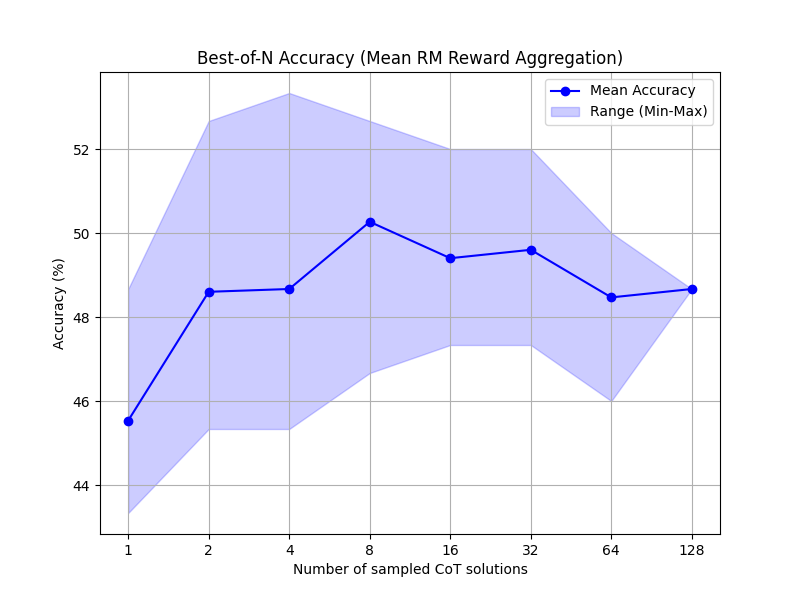 Best-of-N Accuracy (Mean RM Reward Aggregation)
Mean Accuracy
Range (Min-Max)
Accuracy (%)
52
50
48
46
44
1 2 4 8 16 32 64 128
Number of sampled CoT solutions